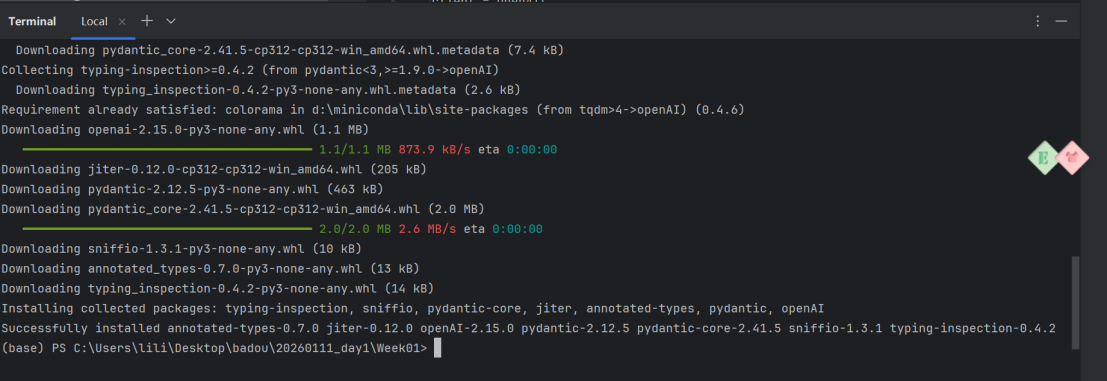 Terminal Local × +
Downloading pydantic_core-2.41.5-cp312-cp312-win_amd64.whl.metadata (7.4 kB)
Collecting typing-inspection>=0.4.2 (from pydantic<3,>=1.9.0->openAI)
Downloading typing_inspection-0.4.2-py3-none-any.whl.metadata (2.6 kB)
Requirement already satisfied: colorama in d:\miniconda\lib\site-packages (from tqdm>4->openAI) (0.4.6)
Downloading openai-2.15.0-py3-none-any.whl (1.1 MB)
1.1/1.1 MB 873.9 kB/s eta 0:00:00
Downloading jiter-0.12.0-cp312-cp312-win_amd64.whl (205 kB)
Downloading pydantic-2.12.5-py3-none-any.whl (463 kB)
Downloading pydantic_core-2.41.5-cp312-cp312-win_amd64.whl (2.0 MB)
2.0/2.0 MB 2.6 MB/s eta 0:00:00
Downloading sniffio-1.3.1-py3-none-any.whl (10 kB)
Downloading annotated_types-0.7.0-py3-none-any.whl (13 kB)
Downloading typing_inspection-0.4.2-py3-none-any.whl (14 kB)
Installing collected packages: typing-inspection, sniffio, pydantic-core, jiter, annotated-types, pydantic, openAI
Successfully installed annotated-types-0.7.0 jiter-0.12.0 openAI-2.15.0 pydantic-2.12.5 pydantic-core-2.41.5 sniffio-1.3.1 typing-inspection-0.4.2
(base) PS C:\Users\lili\Desktop\badou\20260111_day1\Week01>
E